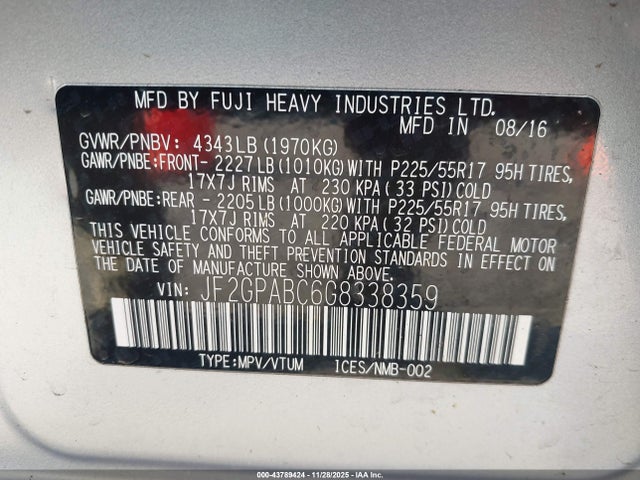 MFD BY FUJI HEAVY INDUSTRIES LTD.
MFD IN 08/16
GVWR/PNBV: 4343LB (1970KG)
GAWR/PNBE:FRONT- 2227LB(1010KG)WITH P225/55R17 95H TIRES,
17X7J RIMS AT 230 KPA(33 PSI)COLD
GAWR/PNBE:REAR - 2205LB(1000KG)WITH P225/55R17 95H TIRES,
17X7J RIMS AT 220 KPA(32 PSI)COLD
THIS VEHICLE CONFORMS TO ALL APPLICABLE FEDERAL MOTOR
VEHICLE SAFETY AND THEFT PREVENTION STANDARDS IN EFFECT ON
THE DATE OF MANUFACTURE SHOWN ABOVE.
VIN: JF2GPABC6G8338359
TYPE:MPV/VTUM ICES/NMB-002
000-43789424 | 11/28/2025 | IAA Inc.